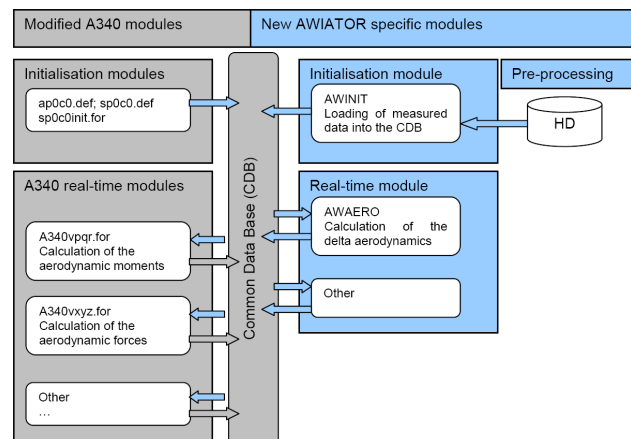 Modified A340 modules
New AWIATOR specific modules
Initialisation modules
ap0c0.def; sp0c0.def
sp0c0init.for
Initialisation module
AWINIT
Loading of measured
data into the CDB
Pre-processing
HD
Common Data Base (CDB)
A340 real-time modules
A340vpqr.for
Calculation of the
aerodynamic moments
A340vxyz.for
Calculation of the
aerodynamic forces
Other
...
Real-time module
AWAERO
Calculation of the
delta aerodynamics
Other